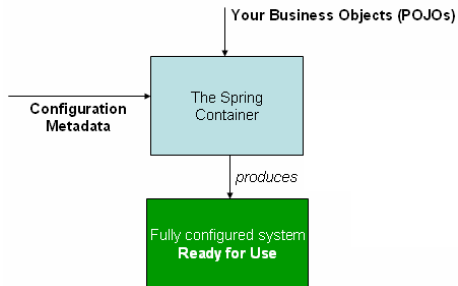 Your Business Objects (POJOs)
The Spring
Container
Configuration
Metadata
produces
Fully configured system
Ready for Use